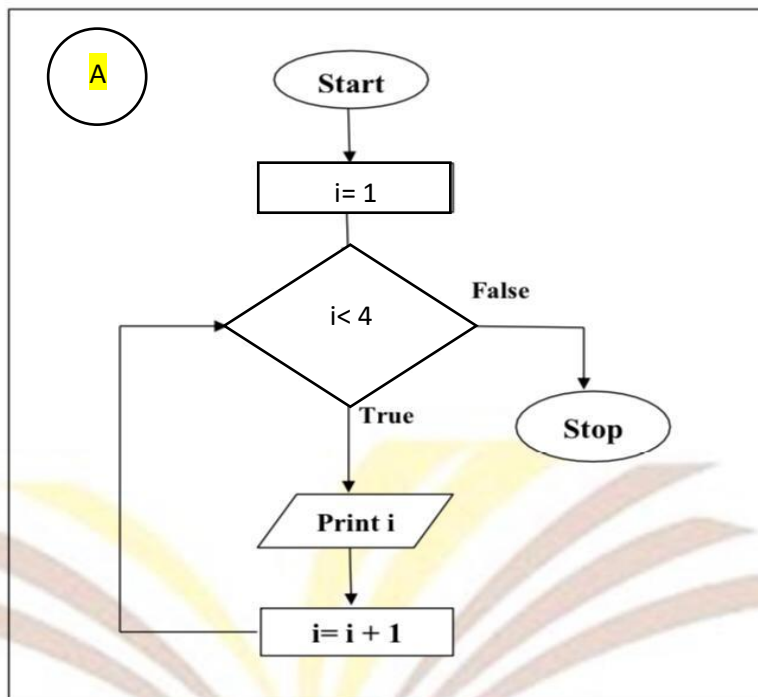 A
Start
i= 1
i< 4
False
True
Stop
Print i
i= i + 1